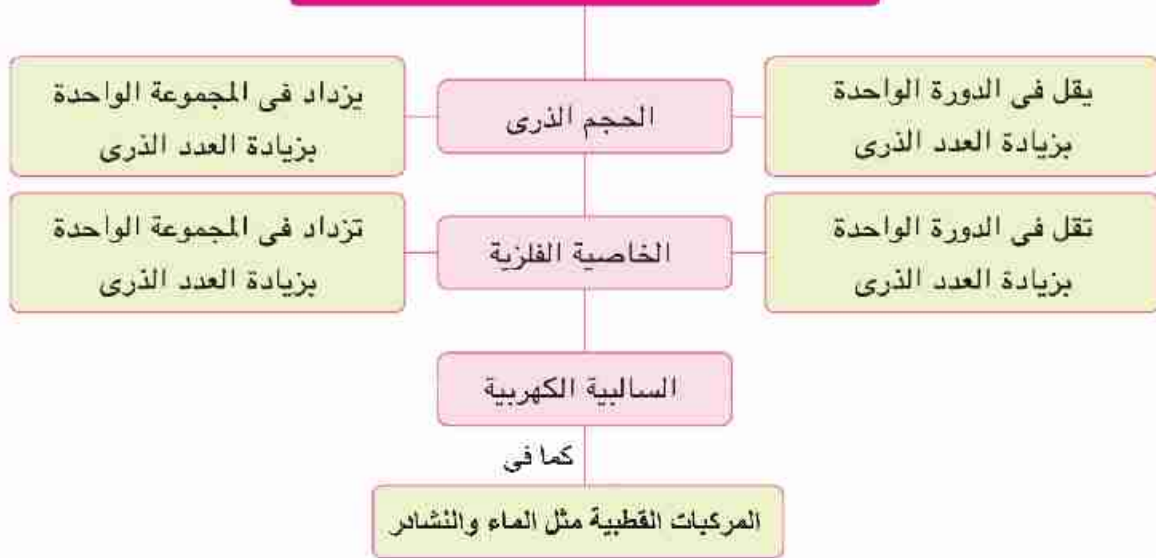 يقل فى الدورة الواحدة
بزيادة العدد الذرى
الحجم الذرى
يزداد فى المجموعة الواحدة
بزيادة العدد الذرى
تقل فى الدورة الواحدة
بزيادة العدد الذرى
الخاصية الفلزية
تزداد فى المجموعة الواحدة
بزيادة العدد الذرى
السالبية الكهربية
كما فى
المركبات القطبية مثل الماء والنشادر